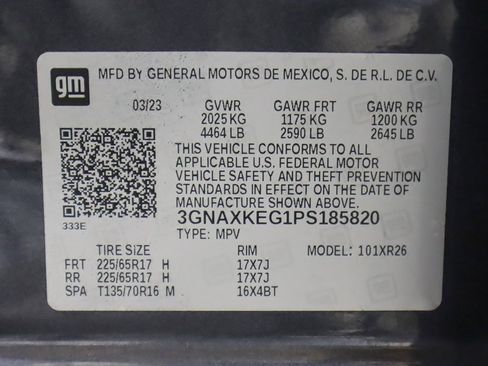 gm
MFD BY GENERAL MOTORS DE MEXICO, S. DE R.L. DE C.V.
03/23 GVWR GAWR FRT GAWR RR
2025 KG 1175 KG 1200 KG
4464 LB 2590 LB 2645 LB
THIS VEHICLE CONFORMS TO ALL
APPLICABLE U.S. FEDERAL MOTOR
VEHICLE SAFETY AND THEFT PREVENTION
STANDARDS IN EFFECT ON THE DATE OF
MANUFACTURE SHOWN ABOVE.
333E 3GNAXKEG1PS185820
TYPE: MPV
TIRE SIZE RIM MODEL: 101XR26
FRT 225/65R17 H 17X7J
RR 225/65R17 H 17X7J
SPA T135/70R16 M 16X4BT